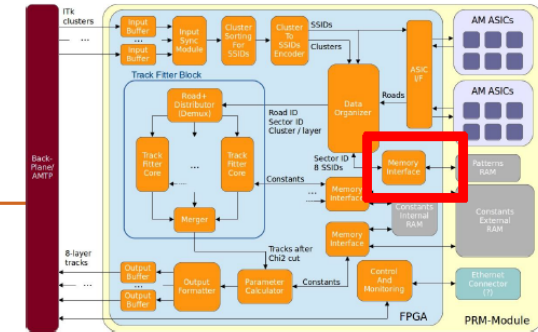 ITk
clusters
...
...
Input
Buffer
...
Input
Buffer
Input
Sync
Module
Cluster
Sorting
For
SSIDs
Cluster
To
SSIDs
Encoder
SSIDs
Clusters
ASIC
I/F
AM ASICs
AM ASICs
Roads
Track Fitter Block
Road+
Distributor
(Demux)
Road ID
Sector ID
Cluster / layer
Data
Organizer
Track
Fitter
Core
...
Track
Fitter
Core
Merger
Sector ID
8 SSIDs
Memory
Interface
Patterns
RAM
Back-
Plane/
AMTP
Constants
...
Memory
Interface
Constants
Internal
RAM
Constants
External
RAM
Memory
Interface
8-layer
tracks
...
...
Output
Buffer
...
Output
Buffer
Output
Formatter
Tracks after
Chi2 cut
Parameter
Calculator
Constants
Control
And
Monitoring
Ethernet
Connector
(?)
FPGA
PRM-Module